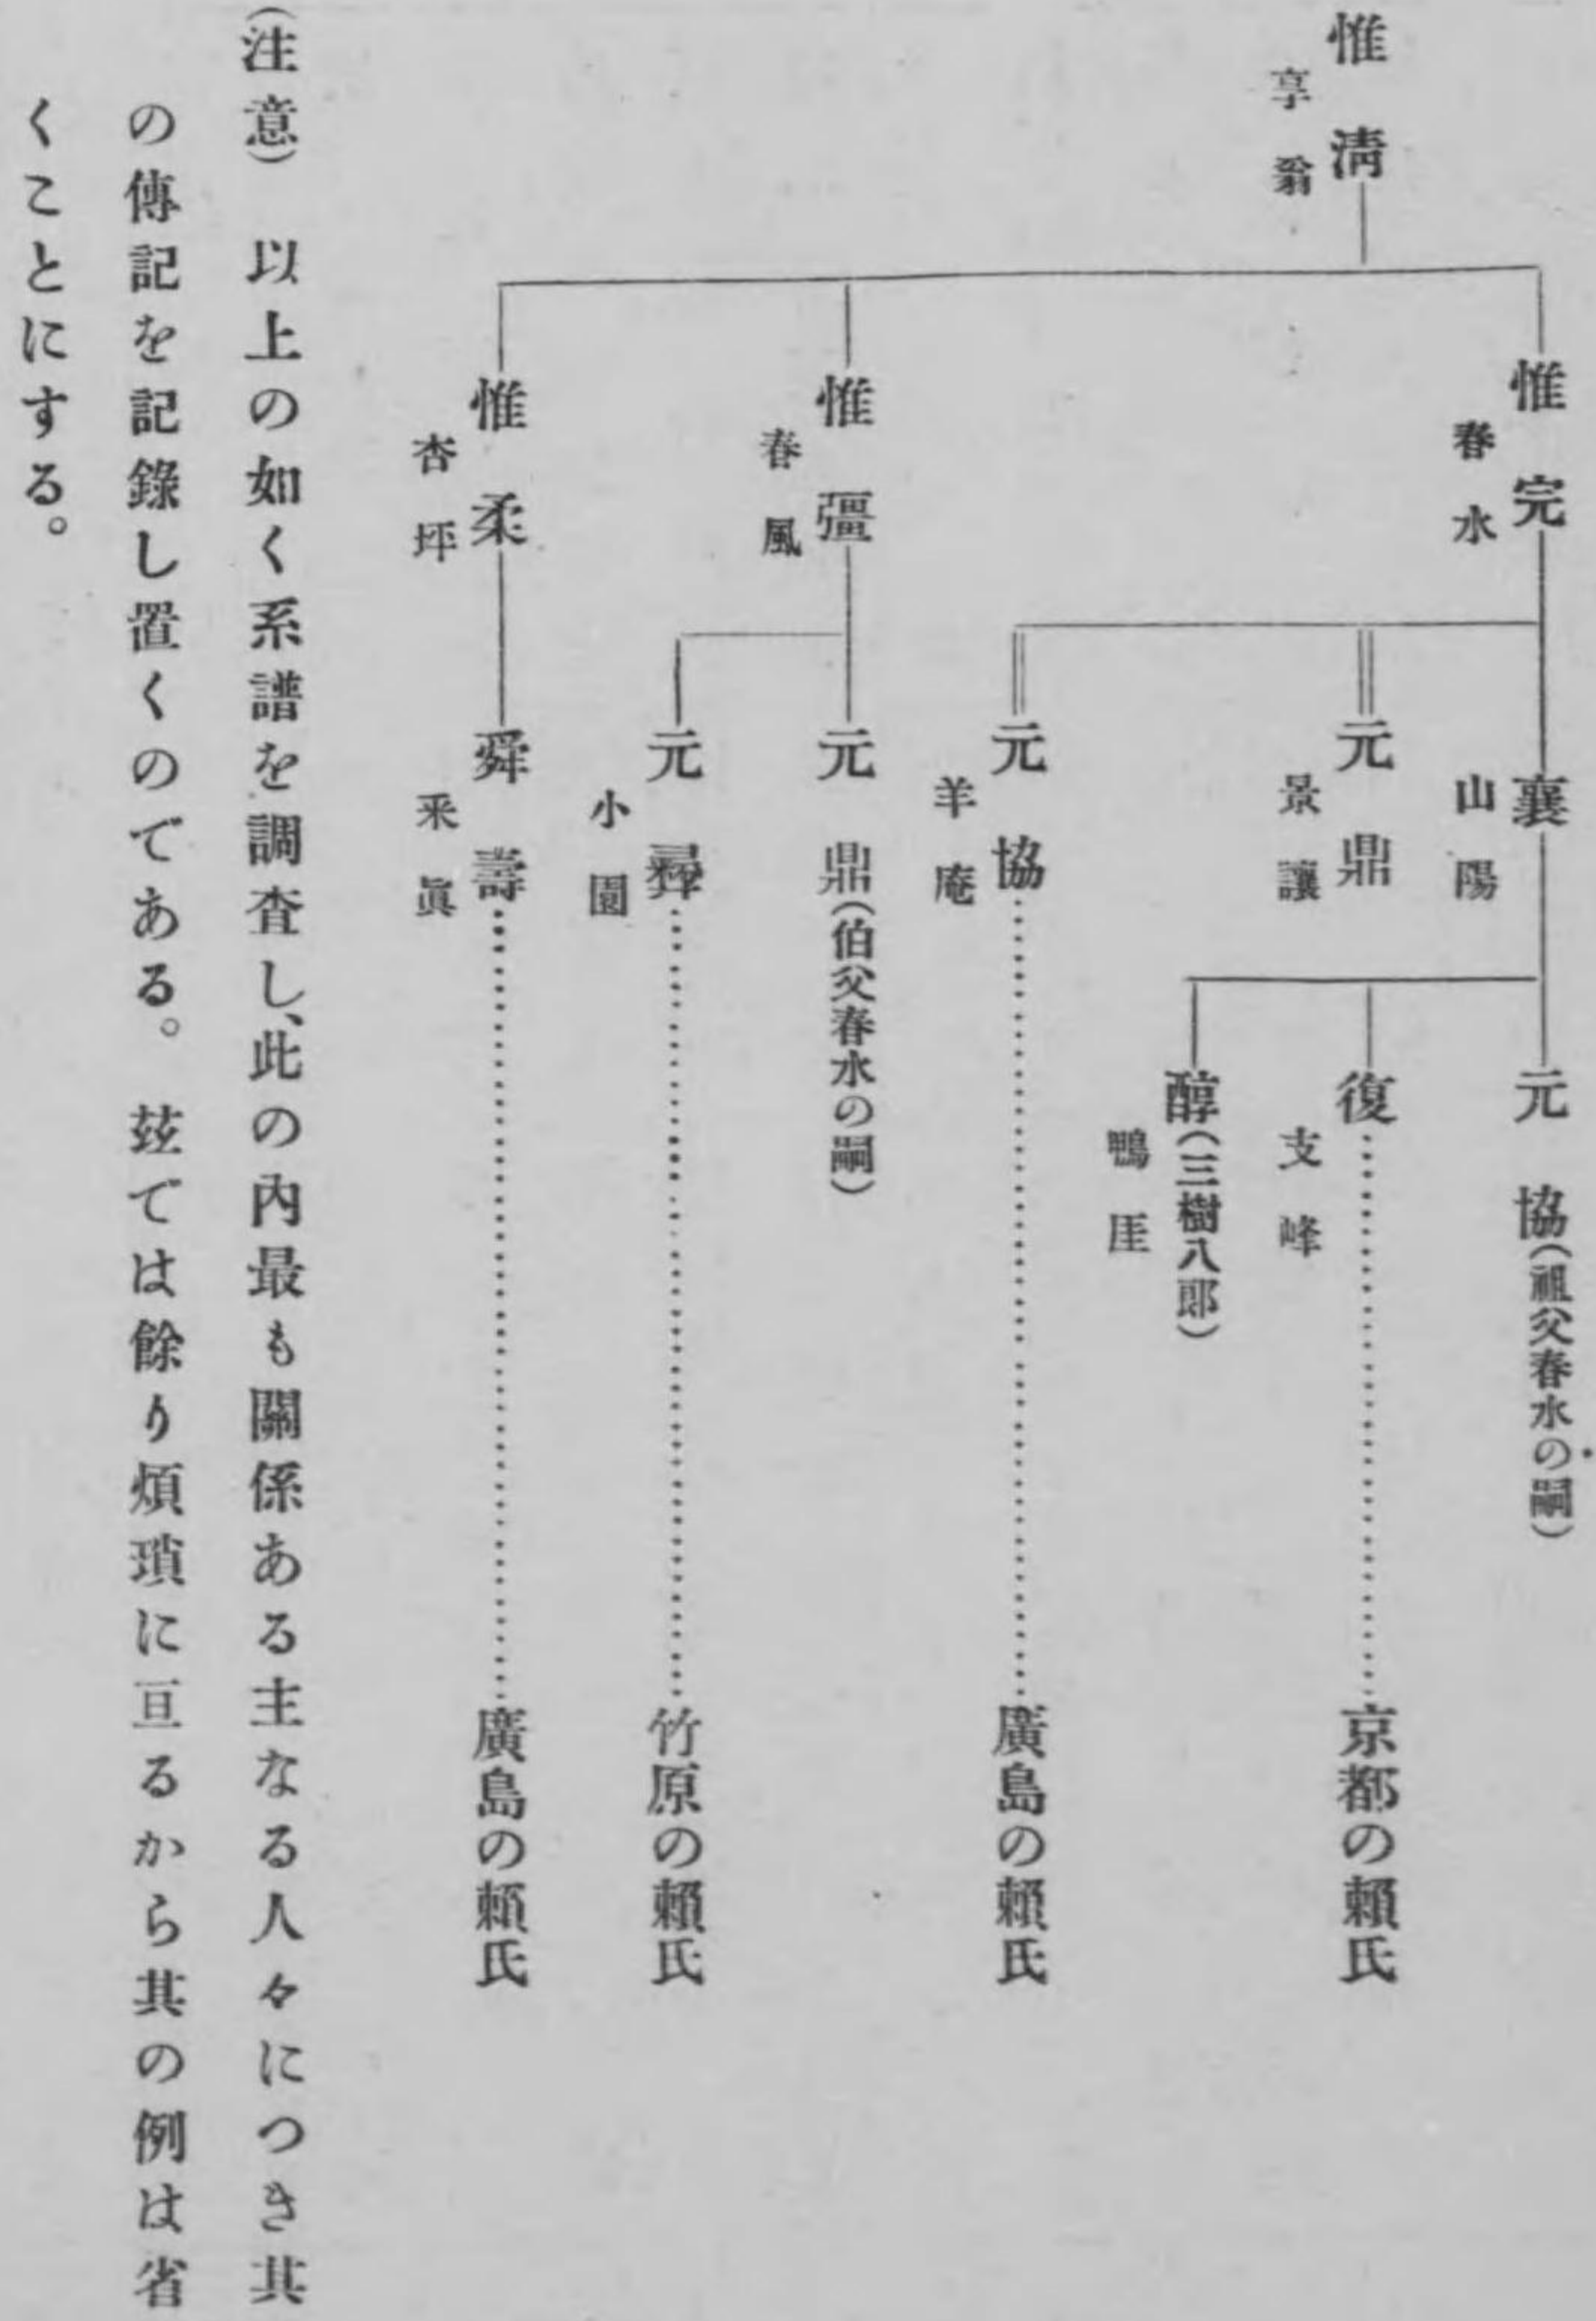 惟清
享翁
惟完
春水
襄
山陽
元協（祖父春水の嗣）
復
支峰
京都の賴氏
醇（三樹八郎）
鴨厓
元鼎
景讓
元協
羊庵
廣島の賴氏
惟彊
春風
元鼎（伯父春水の嗣）
元彝
小園
竹原の賴氏
惟柔
杏坪
舜壽
采眞
廣島の賴氏
（注意）　以上の如く系譜を調査し、此の內最も關係ある主なる人々につき其
の傳記を記錄し置くのである。玆では餘り煩瑣に亘るから其の例は省
くことにする。